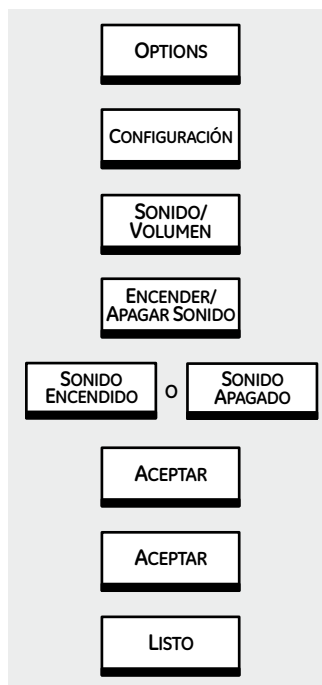 OPTIONS
CONFIGURACIÓN
SONIDO/
VOLUMEN
ENCENDER/
APAGAR SONIDO
SONIDO
ENCENDIDO
O
SONIDO
APAGADO
ACEPTAR
ACEPTAR
LISTO